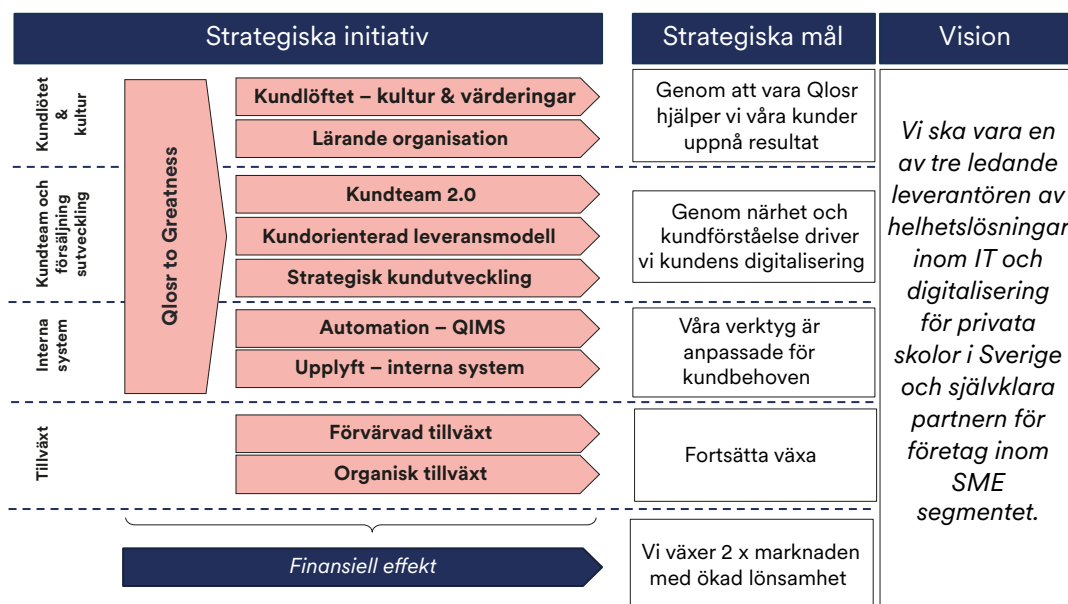 Strategiska initiativ
Strategiska mål
Vision
Kundlötet
&
kultur
Qlosr to Greatness
Kundlöftet – kultur & värderingar
Lärande organisation
Genom att vara Qlosr
hjälper vi våra kunder
uppnå resultat
Kundteam och
försäljning
sutveckling
Kundteam 2.0
Kundorienterad leveransmodell
Strategisk kundutveckling
Genom närhet och
kundförståelse driver
vi kundens digitalisering
Interna
system
Automation – QIMS
Upplyft – interna system
Våra verktyg är
anpassade för
kundbehoven
Tillväxt
Förvärvad tillväxt
Organisk tillväxt
Fortsätta växa
Finansiell effekt
Vi växer 2 x marknaden
med ökad lönsamhet
Vi ska vara en
av tre ledande
leverantören av
helhetslösningar
inom IT och
digitalisering
för privata
skolor i Sverige
och självklara
partnern för
företag inom
SME
segmentet.